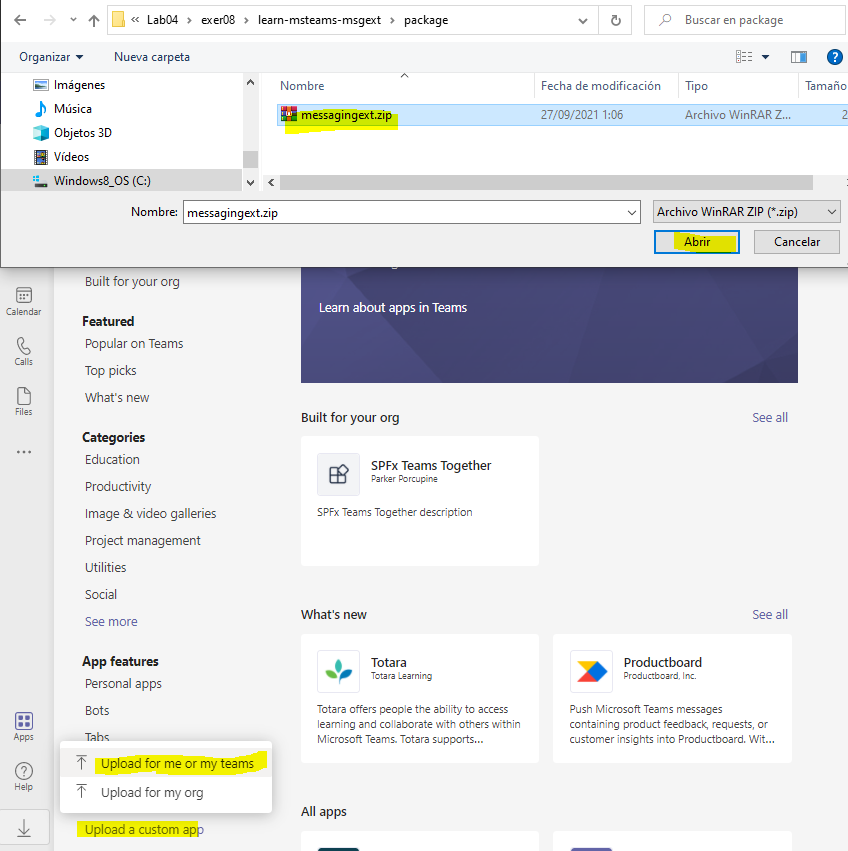 « Lab04 > exer08 > learn-msteams-msgext > package
Buscar en package
Organizar
Nueva carpeta
Imágenes
Música
Objetos 3D
Vídeos
Windows8_OS (C:)
Nombre
Fecha de modificación
Tipo
Tamaño
messagingext.zip
27/09/2021 1:06
Archivo WinRAR Z...
2
Nombre:
messagingext.zip
Archivo WinRAR ZIP (*.zip)
Abrir
Cancelar
Calendar
Calls
Files
Apps
Help
Built for your org
Featured
Popular on Teams
Top picks
What's new
Categories
Education
Productivity
Image & video galleries
Project management
Utilities
Social
See more
App features
Personal apps
Bots
Tabs
Upload for me or my teams
Upload for my org
Upload a custom app
Learn about apps in Teams
Built for your org
See all
SPFx Teams Together
Parker Porcupine
SPFx Teams Together description
What's new
See all
Totara
Totara Learning
Totara offers people the ability to access
learning and collaborate with others within
Microsoft Teams. Totara supports...
Productboard
Productboard, Inc.
Push Microsoft Teams messages
containing product feedback, requests, or
customer insights into Productboard. Wit...
All apps